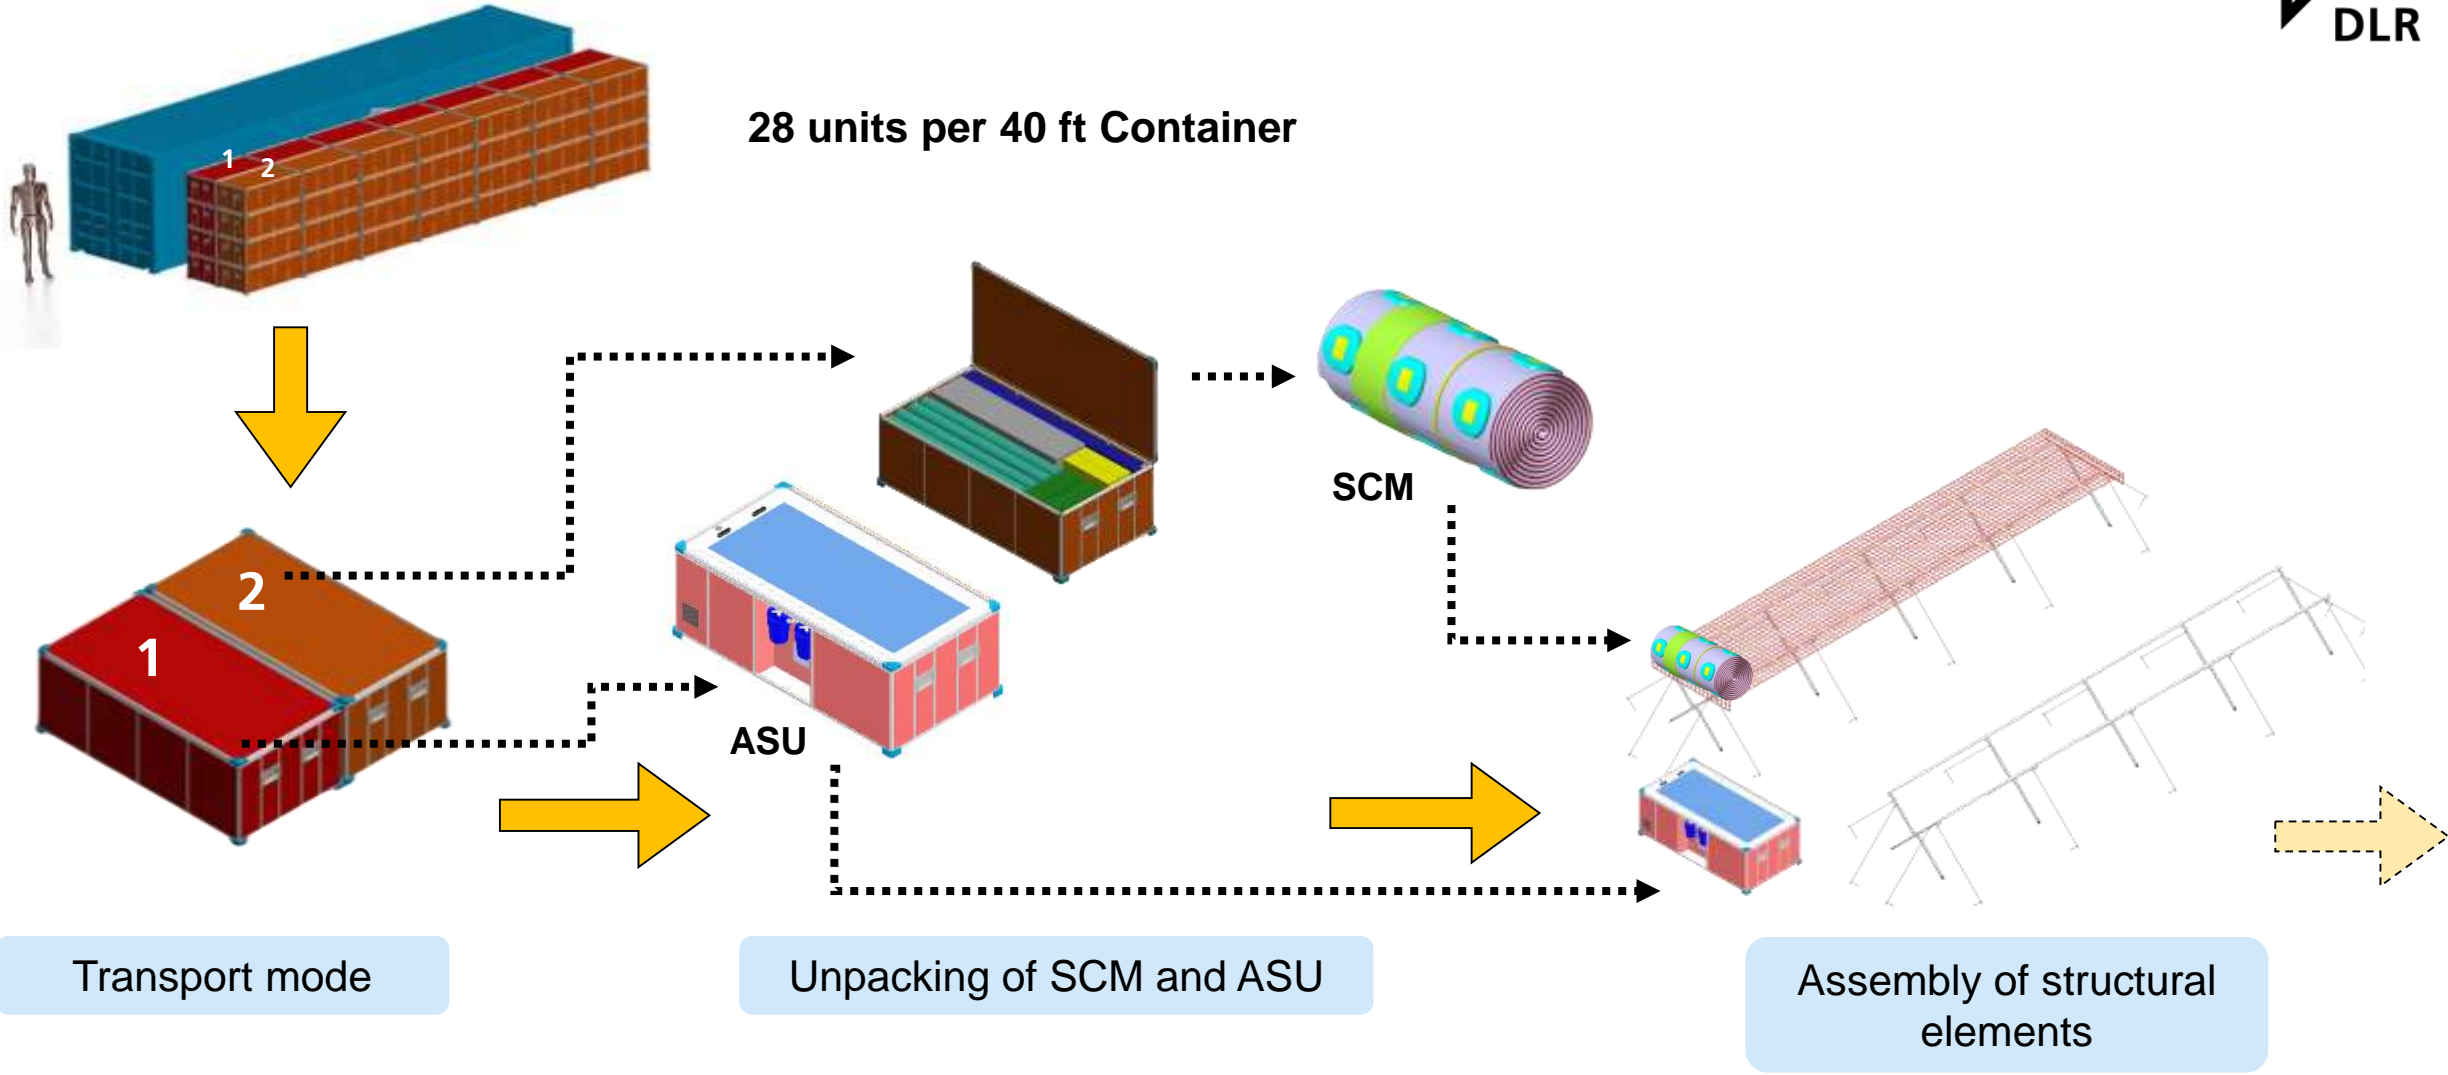 DLR
28 units per 40 ft Container
1
2
SCM
2
1
ASU
Transport mode
Unpacking of SCM and ASU
Assembly of structural
elements